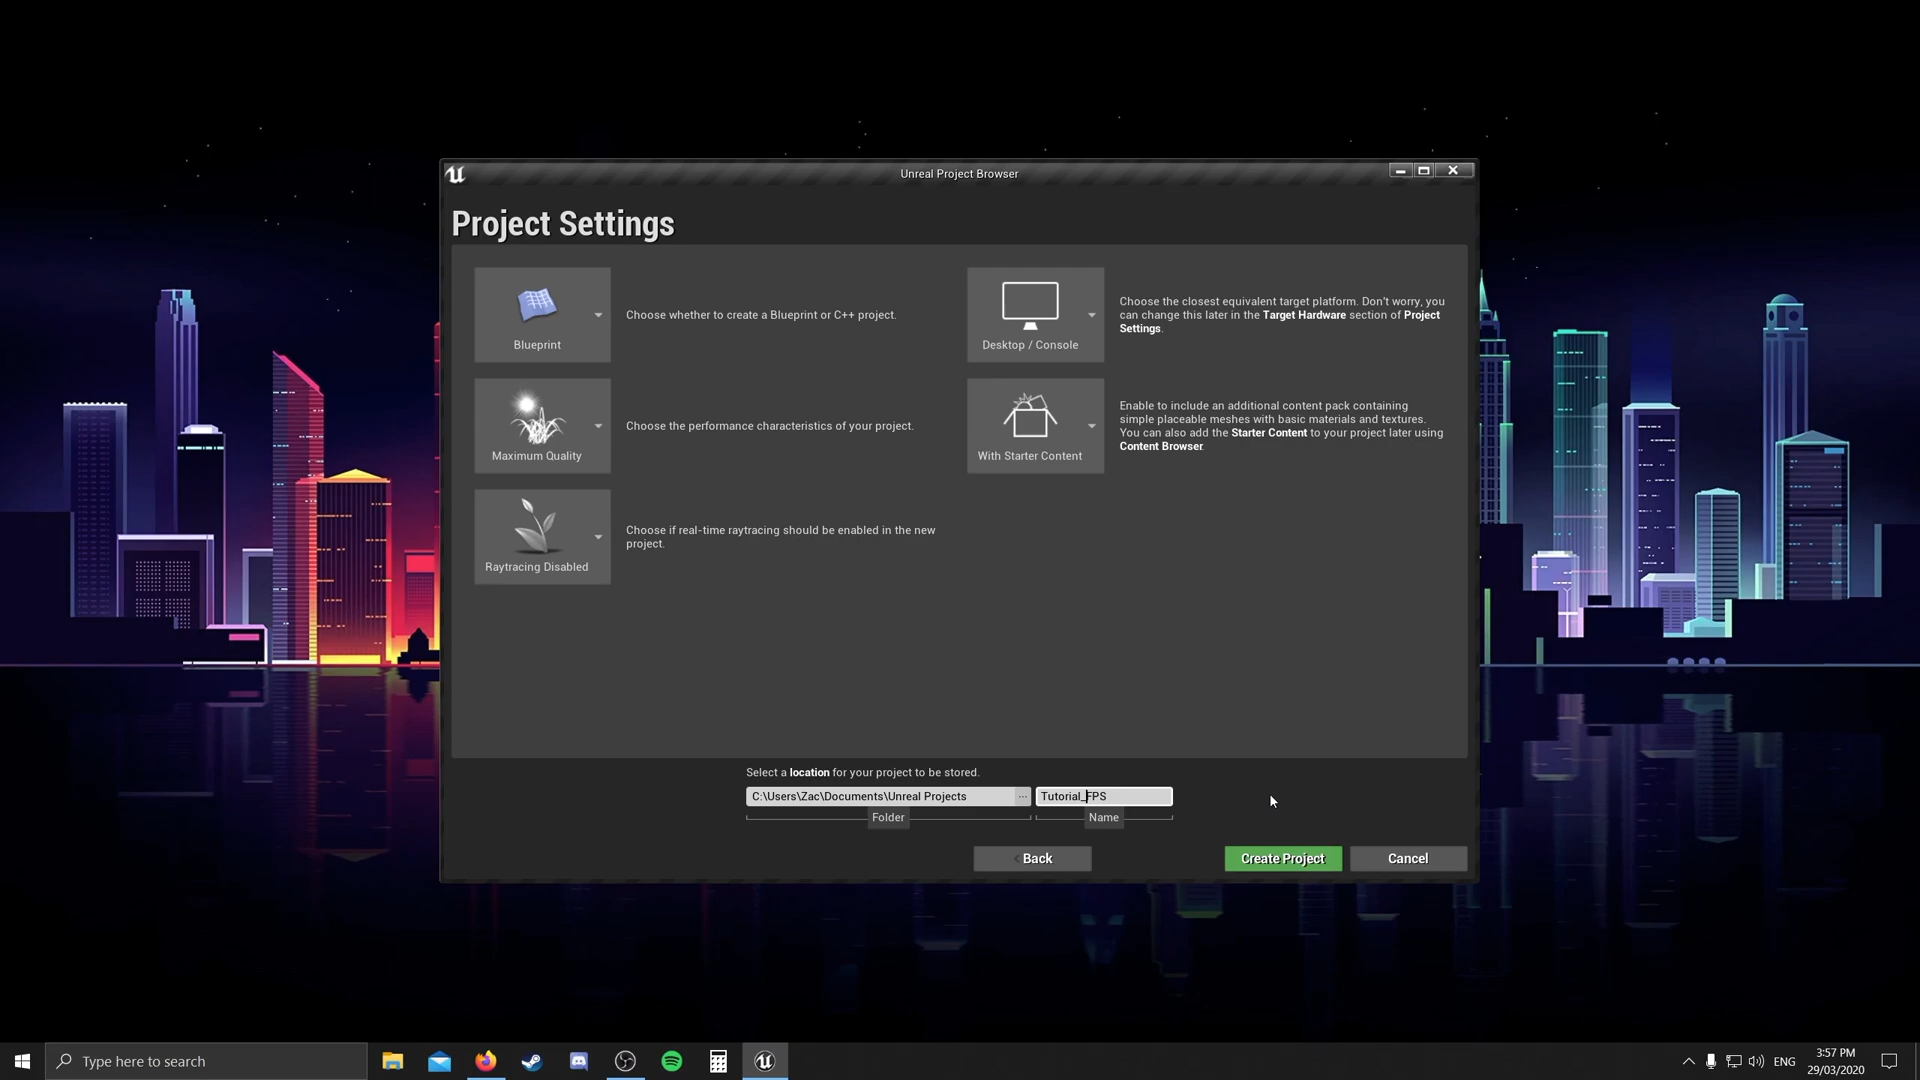 Unreal Project Browser
Project Settings
Blueprint
Choose whether to create a Blueprint or C++ project.
Desktop / Console
Choose the closest equivalent target platform. Don't worry, you
can change this later in the Target Hardware section of Project
Settings.
Maximum Quality
Choose the performance characteristics of your project.
With Starter Content
Enable to include an additional content pack containing
simple placeable meshes with basic materials and textures.
You can also add the Starter Content to your project later using
Content Browser.
Raytracing Disabled
Choose if real-time raytracing should be enabled in the new
project.
Select a location for your project to be stored.
C:\Users\Zac\Documents\Unreal Projects
...
Tutorial_FPS
Folder
Name
< Back
Create Project
Cancel
Type here to search
ENG
3:57 PM
29/03/2020